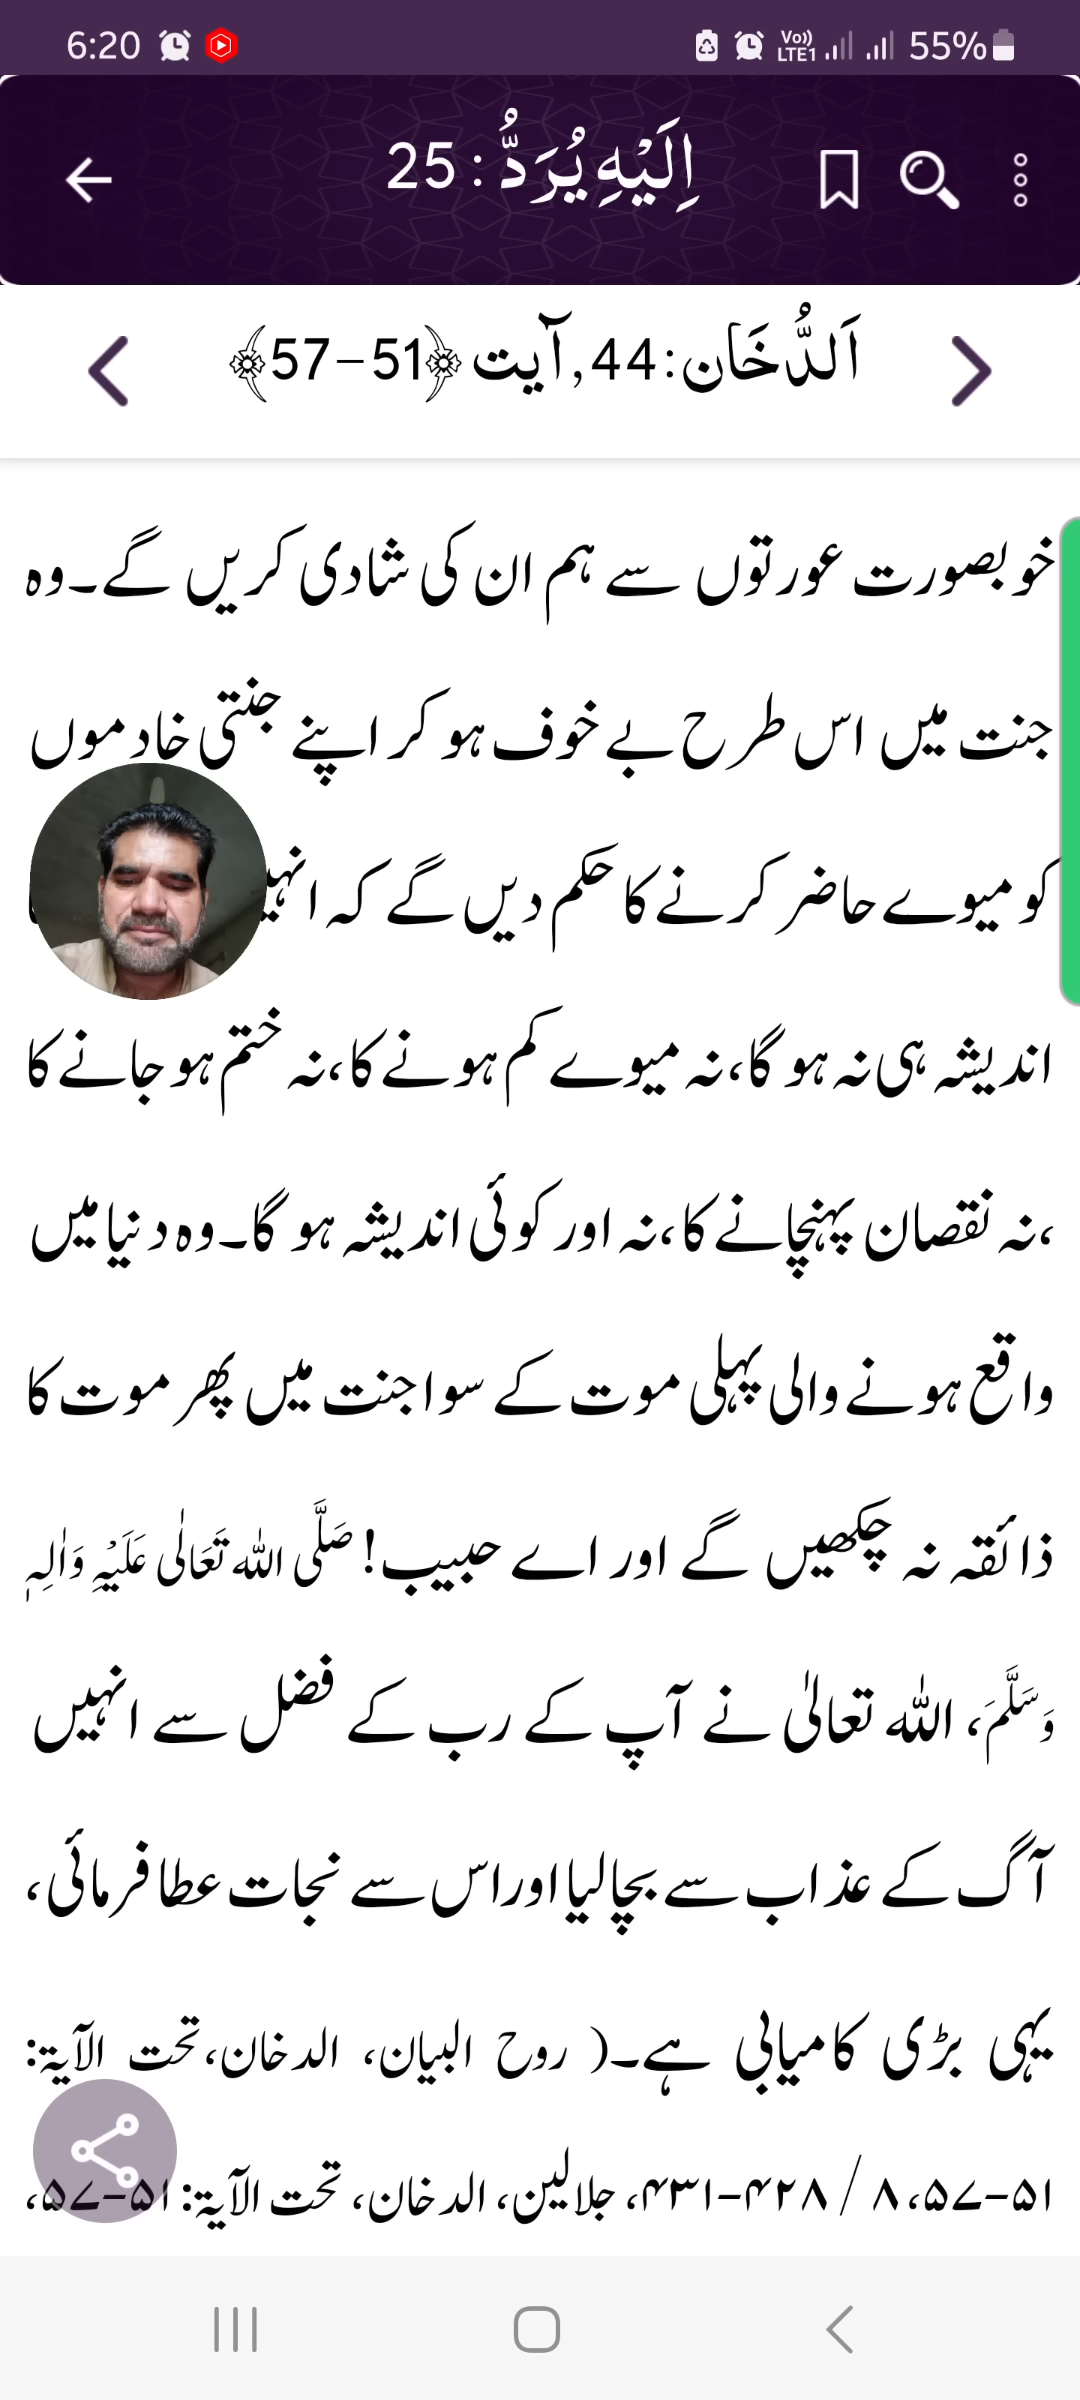 6:20
Vo)) LTE1 55%
اِلَیْهِ یُرَدُّ : 25
اَلدُّخَان:44,آیت ﴿51–57﴾
خوبصورت عورتوں سے ہم ان کی شادی کریں گے۔وہ
جنت میں اس طرح بے خوف ہو کر اپنے جنتی خادموں
کو میوے حاضر کرنے کا حکم دیں گے کہ
اندیشہ ہی نہ ہو گا،نہ میوے کم ہونے کا،نہ ختم ہو جانے کا
،نہ نقصان پہنچانے کا،نہ اور کوئی اندیشہ ہو گا۔وہ دنیا میں
واقع ہونے والی پہلی موت کے سوا جنت میں پھر موت کا
ذائقہ نہ چکھیں گے اور اے حبیب! صَلَّی اللہ تَعَالٰی عَلَیْہِ وَاٰلِہٖ
وَسَلَّمَ، اللہ تعالیٰ نے آپ کے رب کے فضل سے انہیں
آگ کے عذاب سے بچالیا اور اس سے نجات عطا فرمائی،
یہی بڑی کامیابی ہے۔( روح البیان، الدخان، تحت الآیۃ:
۵۱-۵۷، ۸ / ۴۲۸-۴۳۱، جلالین، الدخان، تحت الآیۃ: ۵۱-۵۷،